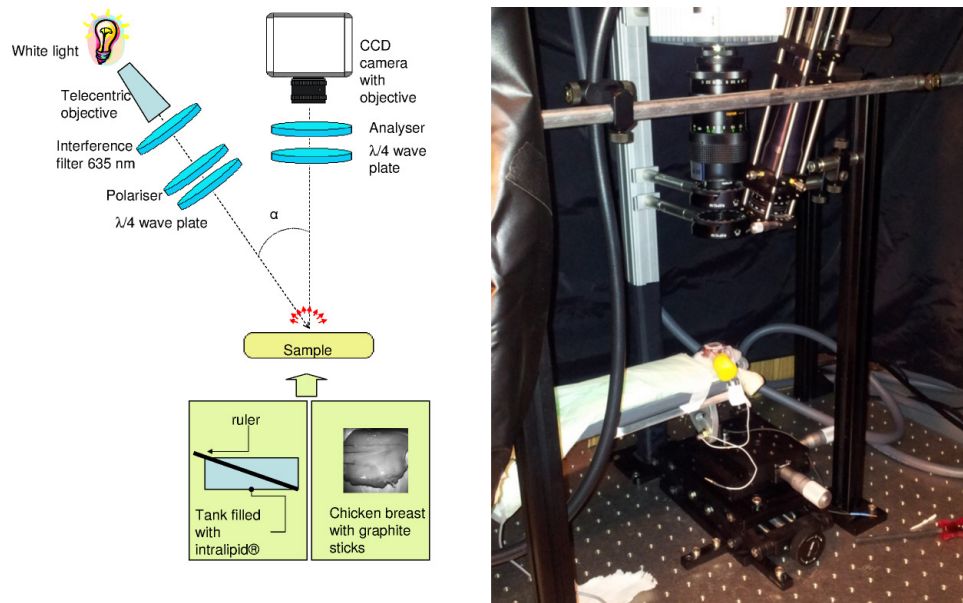 White light
Telecentric
objective
Interference
filter 635 nm
Polariser
λ/4 wave plate
CCD
camera
with
objective
Analyser
λ/4 wave
plate
α
Sample
ruler
Tank filled
with
intralipid®
Chicken breast
with graphite
sticks